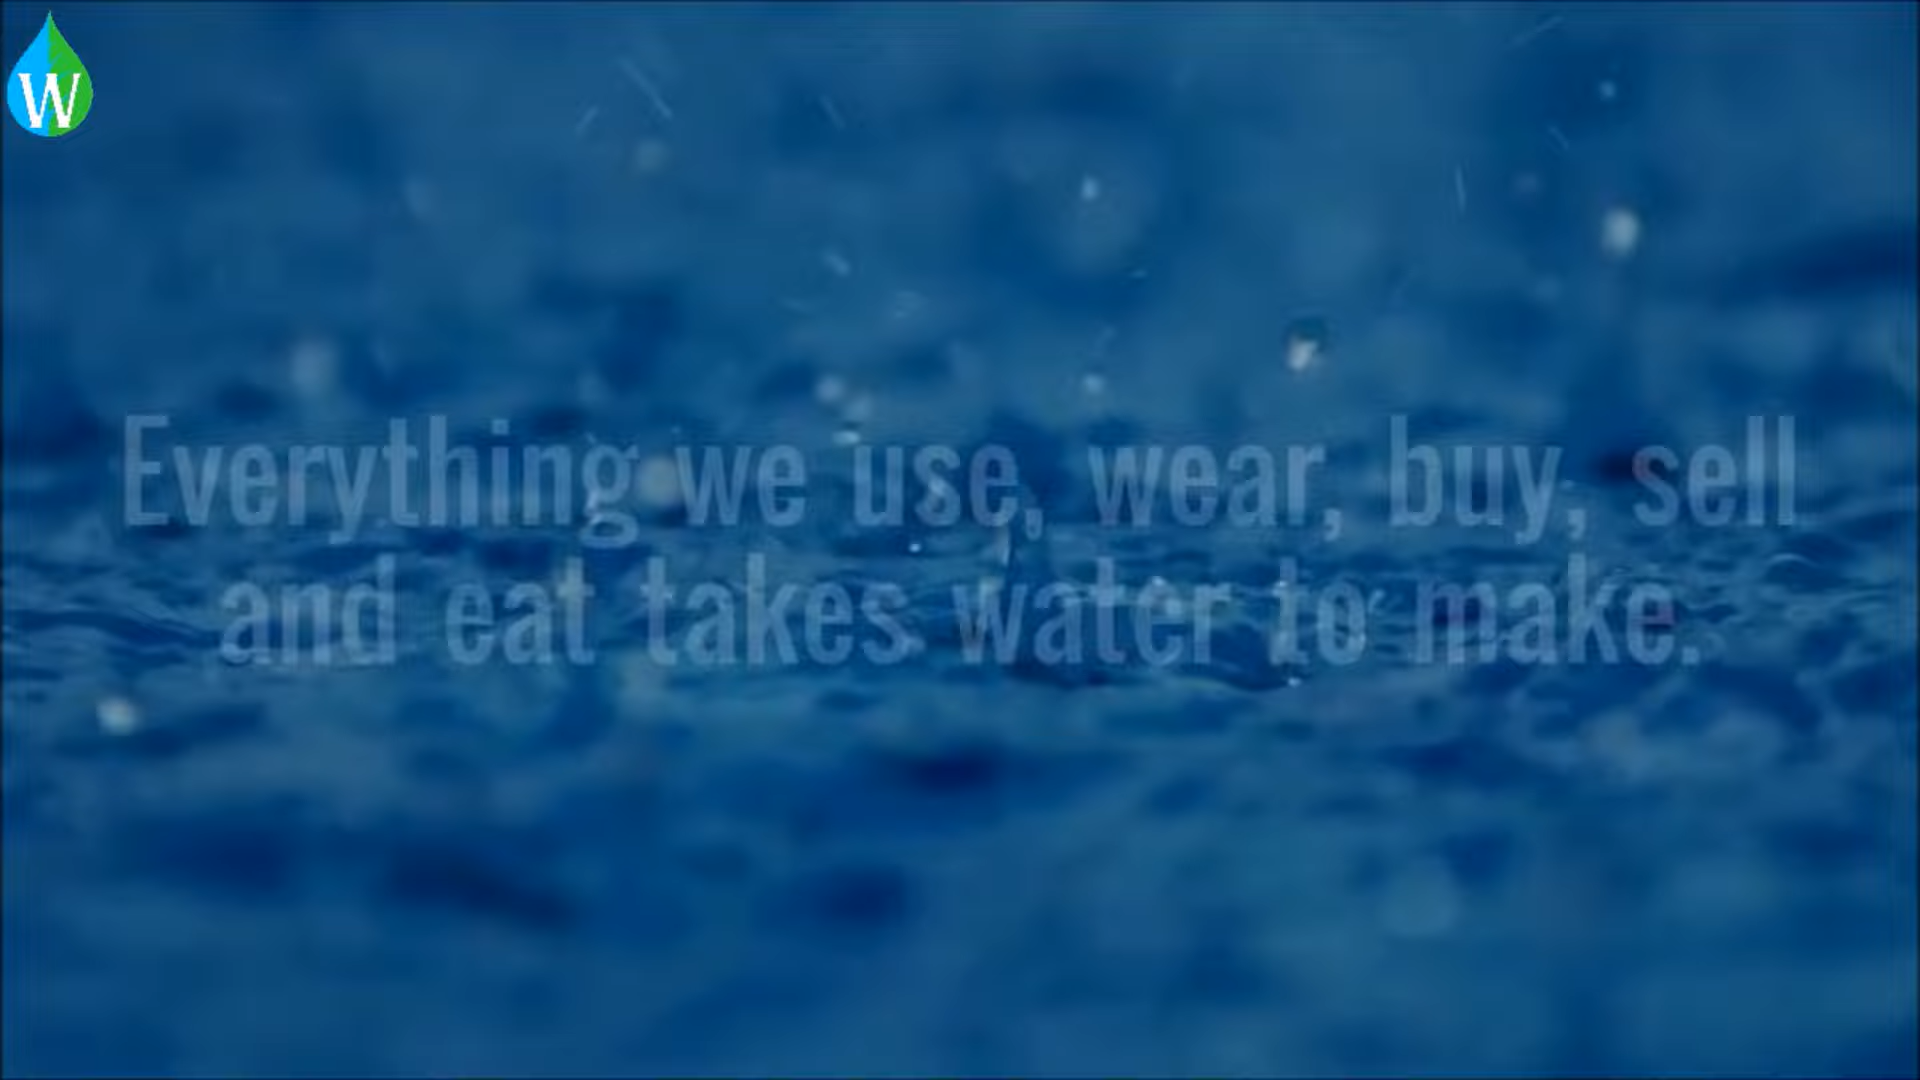 W
Everything we use, wear, buy, sell
and eat takes water to make.